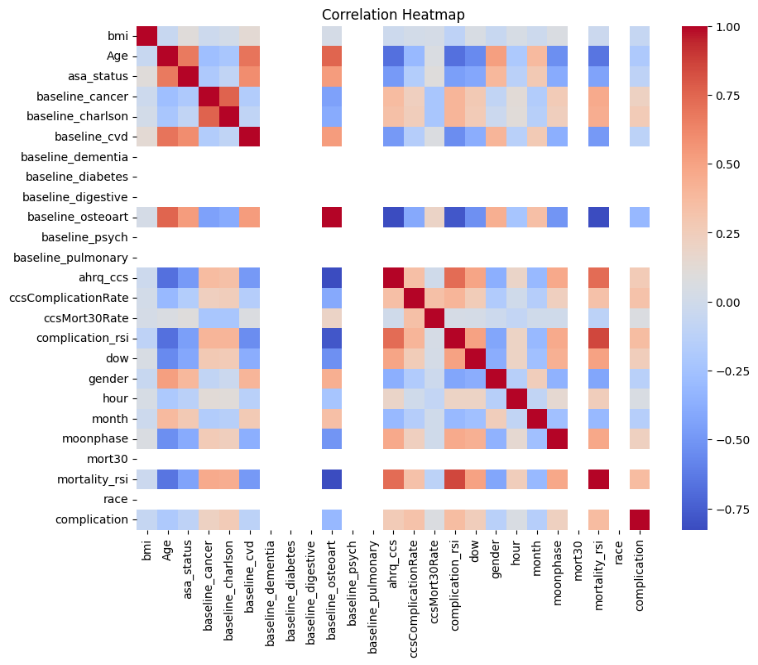 Correlation Heatmap
bmi
Age
asa_status
baseline_cancer
baseline_charlson
baseline_cvd
baseline_dementia
baseline_diabetes
baseline_digestive
baseline_osteoart
baseline_psych
baseline_pulmonary
ahrq_ccs
ccsComplicationRate
ccsMort30Rate
complication_rsi
dow
gender
hour
month
moonphase
mort30
mortality_rsi
race
complication
bmi
Age
asa_status
baseline_cancer
baseline_charlson
baseline_cvd
baseline_dementia
baseline_diabetes
baseline_digestive
baseline_osteoart
baseline_psych
baseline_pulmonary
ahrq_ccs
ccsComplicationRate
ccsMort30Rate
complication_rsi
dow
gender
hour
month
moonphase
mort30
mortality_rsi
race
complication
1.00
0.75
0.50
0.25
0.00
−0.25
−0.50
−0.75